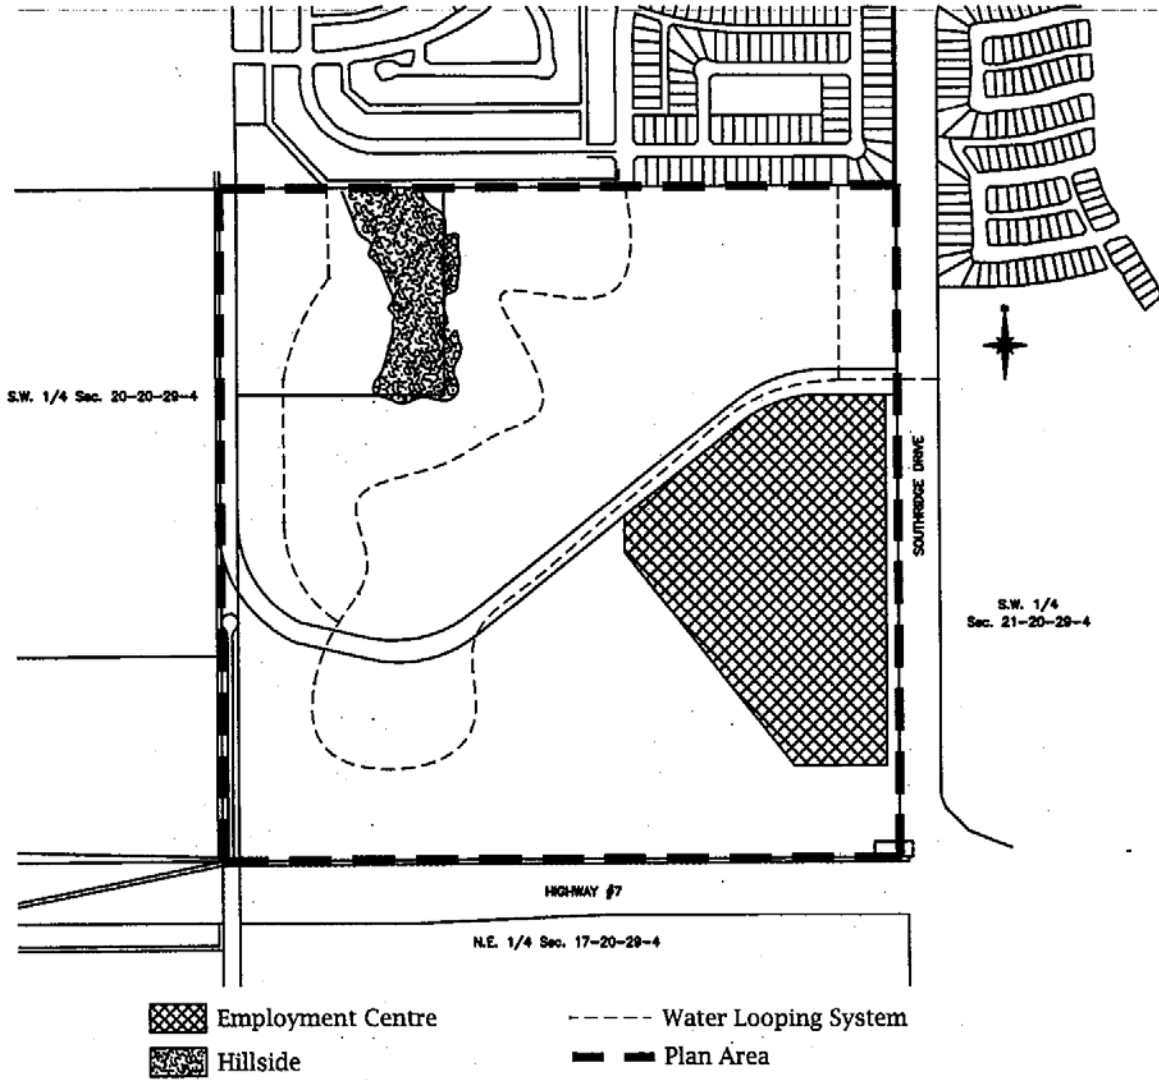 S.W. 1/4 Sec. 20-20-29-4
SOUTHRIDGE DRIVE
S.W. 1/4
Sec. 21-20-29-4
HIGHWAY #7
N.E. 1/4 Sec. 17-20-29-4
Employment Centre
Water Looping System
Hillside
Plan Area